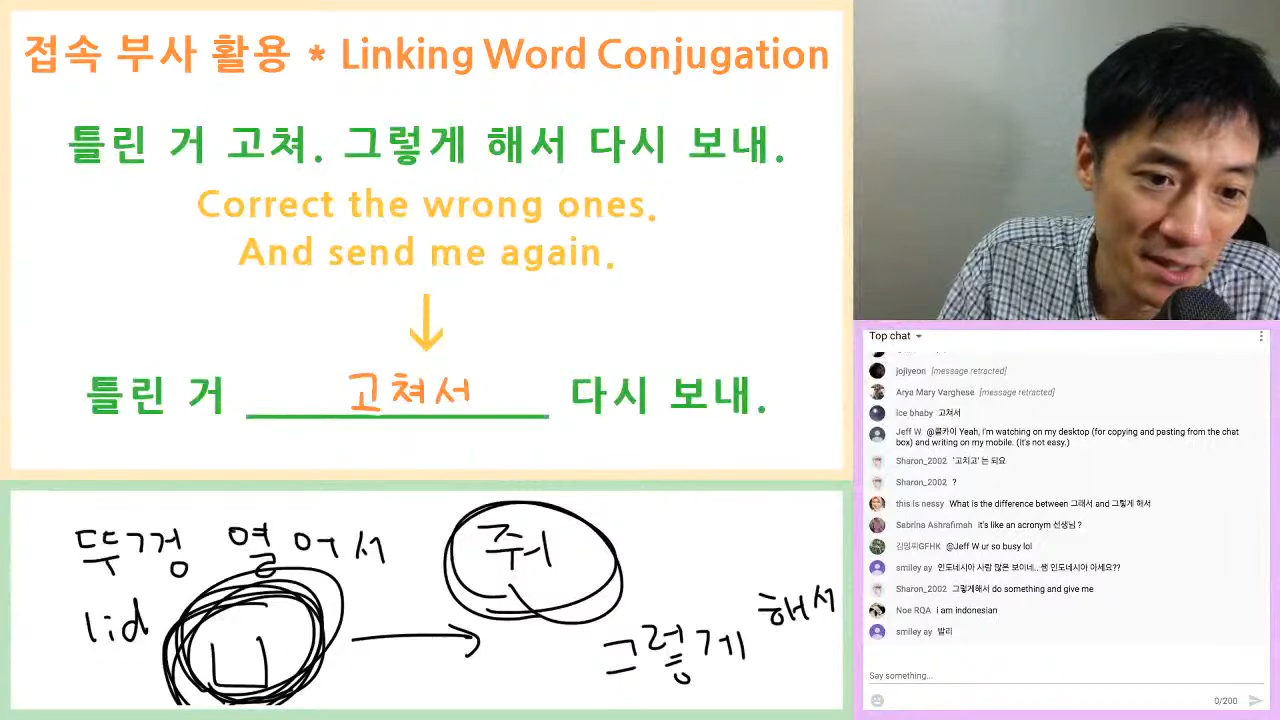 접속 부사 활용 * Linking Word Conjugation
틀린 거 고쳐. 그렇게 해서 다시 보내.
Correct the wrong ones.
And send me again.
틀린 거 고쳐서 다시 보내.
뚜껑 열어서 줘
lid
그렇게 해서
Top chat
jojiyeon [message retracted]
Arya Mary Varghese [message retracted]
ice bhaby 고쳐서
Jeff W @쿨카이 Yeah, I'm watching on my desktop (for copying and pasting from the chat
box) and writing on my mobile. (It's not easy.)
Sharon_2002 '고치고' 는 되요
Sharon_2002 ?
this is nessy What is the difference between 그래서 and 그렇게 해서
Sabrina Ashrafimah it's like an acronym 선생님 ?
김밍찌GFHK @Jeff W ur so busy lol
smiley ay 인도네시아 사람 많은 보이네.. 쌤 인도네시아 아세요??
Sharon_2002 그렇게해서 do something and give me
Noe RQA i am indonesian
smiley ay 발리
Say something...
0/200